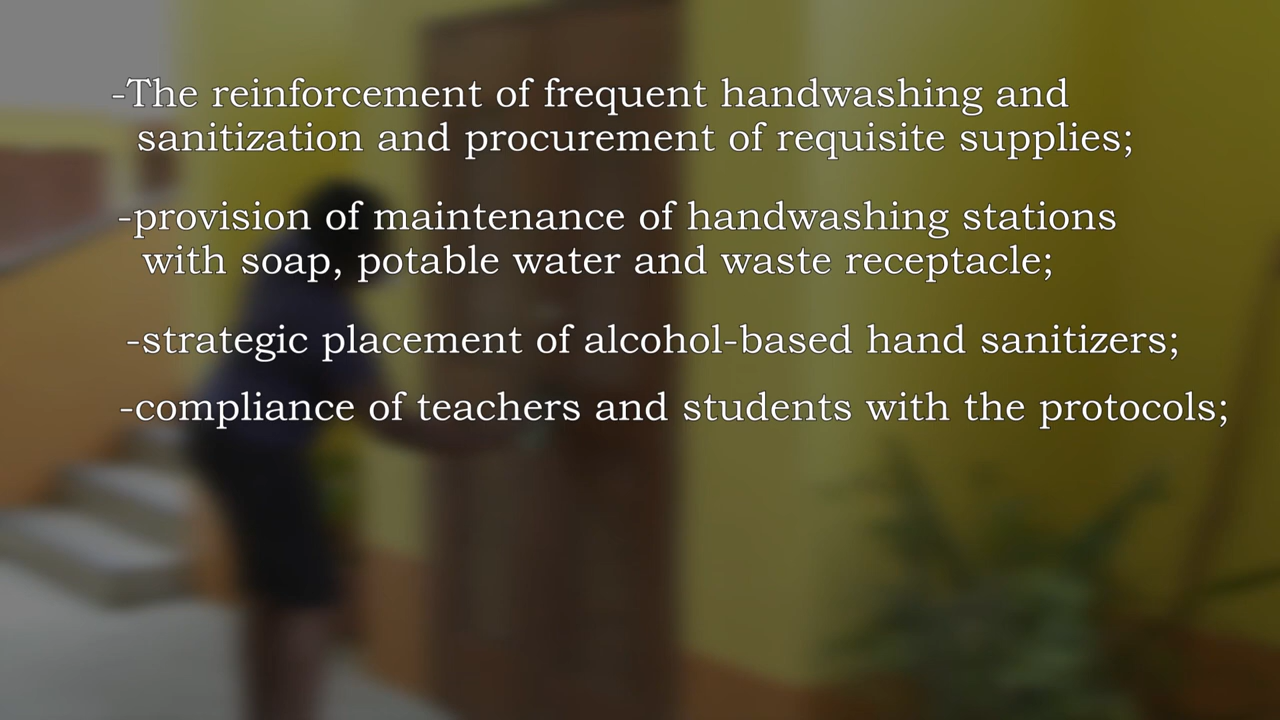 -The reinforcement of frequent handwashing and
sanitization and procurement of requisite supplies;
-provision of maintenance of handwashing stations
with soap, potable water and waste receptacle;
-strategic placement of alcohol-based hand sanitizers;
-compliance of teachers and students with the protocols;